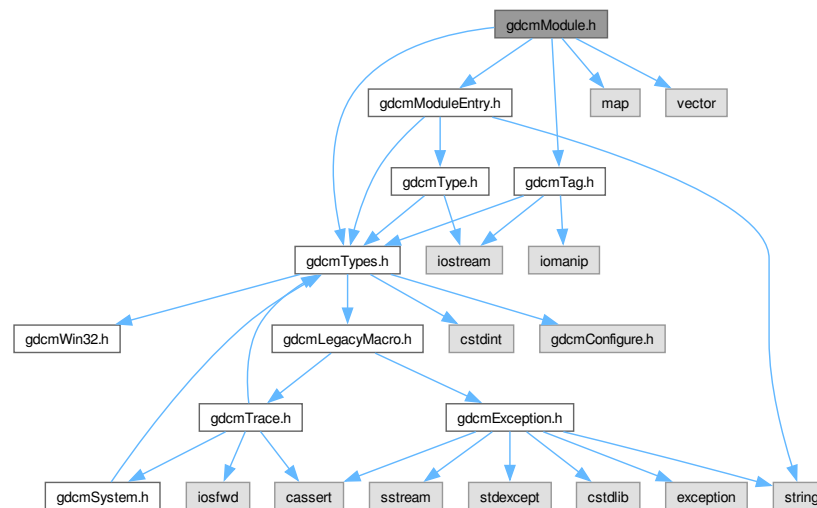 gdcmModule.h
gdcmModuleEntry.h
map
vector
gdcmType.h
gdcmTag.h
iostream
iomanip
gdcmTypes.h
gdcmWin32.h
gdcmLegacyMacro.h
cstdint
gdcmConfigure.h
gdcmTrace.h
gdcmException.h
gdcmSystem.h
iosfwd
cassert
sstream
stdexcept
cstdlib
exception
string